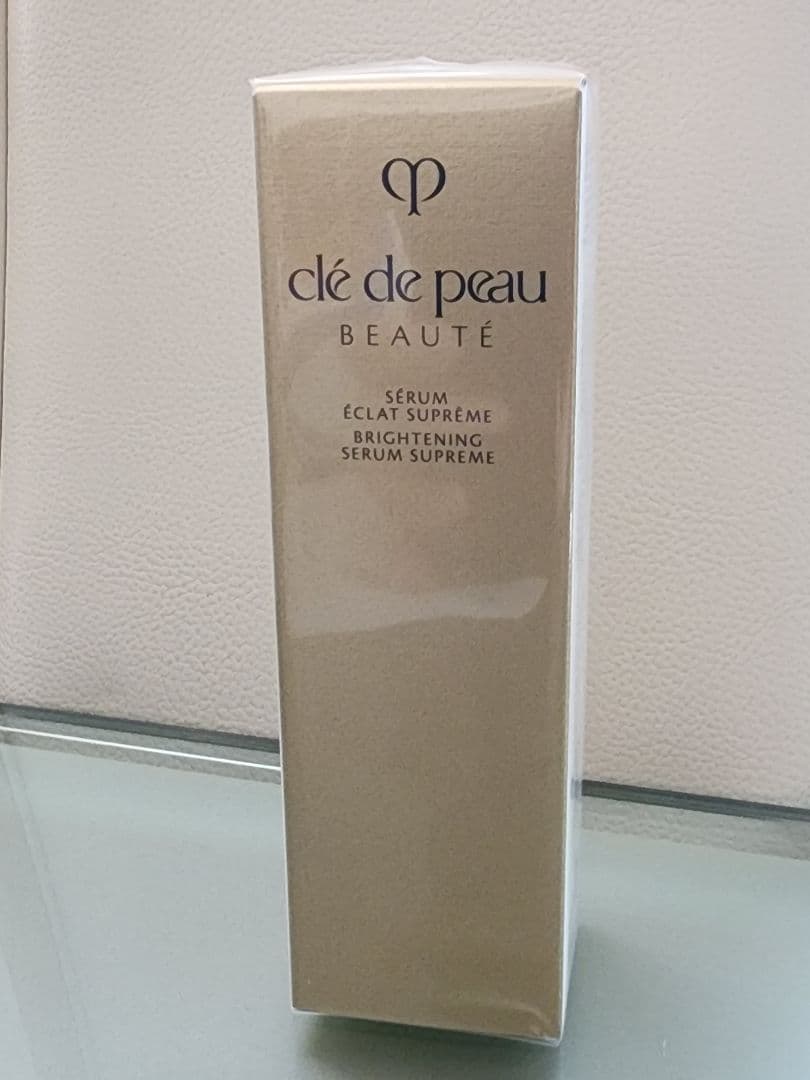 clé de peau
BEAUTÉ
SÉRUM
ÉCLAT SUPRÊME
BRIGHTENING
SERUM SUPREME